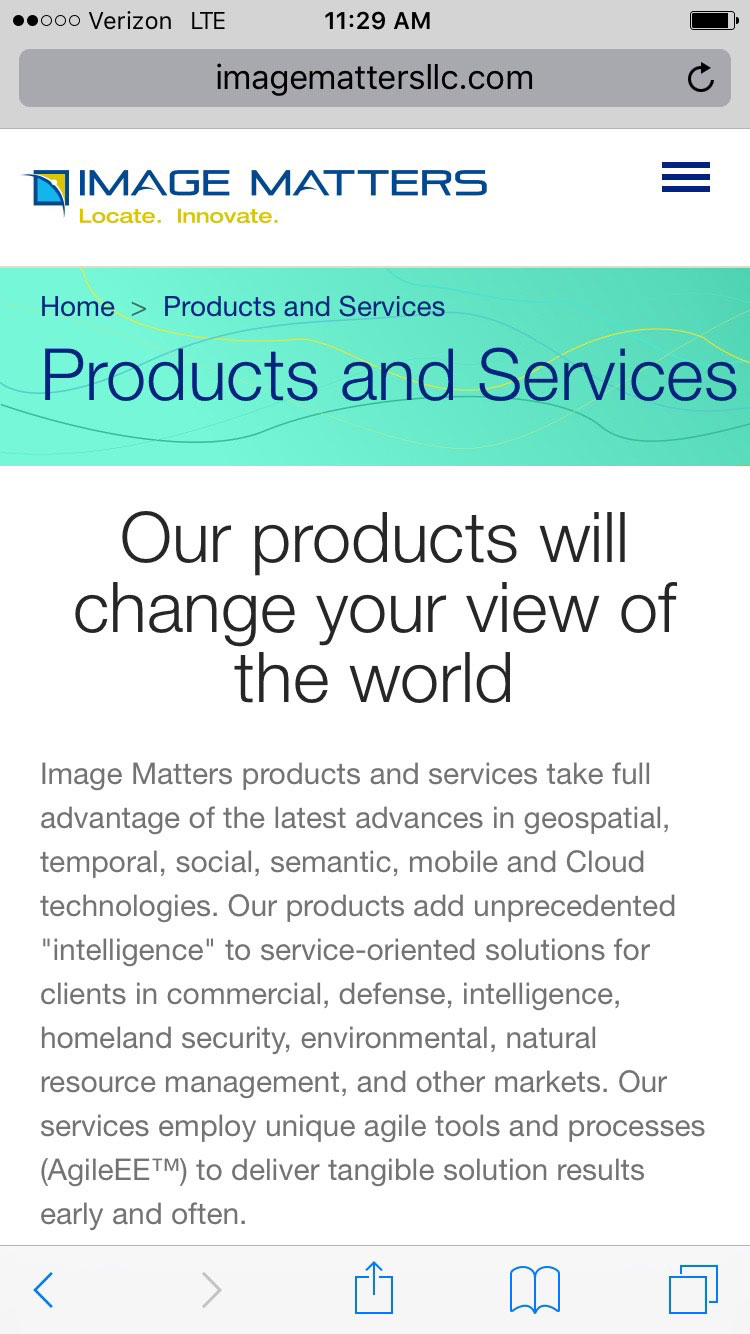 Verizon LTE 11:29 AM
imagemattersllc.com
IMAGE MATTERS
Locate. Innovate.
Home > Products and Services
Products and Services
Our products will
change your view of
the world
Image Matters products and services take full
advantage of the latest advances in geospatial,
temporal, social, semantic, mobile and Cloud
technologies. Our products add unprecedented
"intelligence" to service-oriented solutions for
clients in commercial, defense, intelligence,
homeland security, environmental, natural
resource management, and other markets. Our
services employ unique agile tools and processes
(AgileEE™) to deliver tangible solution results
early and often.